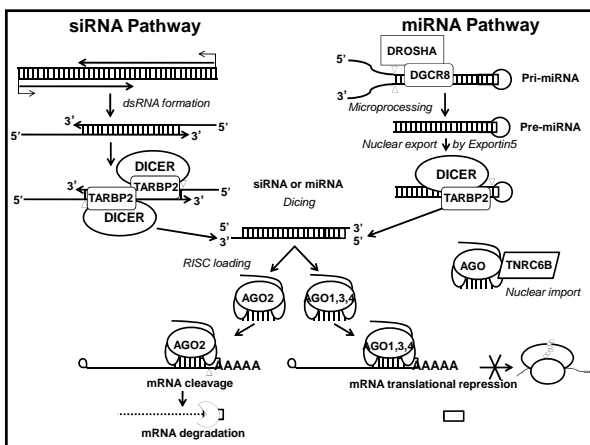 siRNA Pathway
miRNA Pathway
DROSHA
DGCR8
5’
3’
Pri-miRNA
dsRNA formation
Microprocessing
3’
5’
5’
3’
Pre-miRNA
Nuclear export
by Exportin5
DICER
TARBP2
3’
5’
TARBP2
DICER
DICER
TARBP2
siRNA or miRNA
Dicing
5’
3’
3’
5’
RISC loading
AGO
TNRC6B
Nuclear import
AGO2
AGO1,3,4
AGO2
AGO1,3,4
AAAAA
AAAAA
mRNA cleavage
mRNA translational repression
mRNA degradation